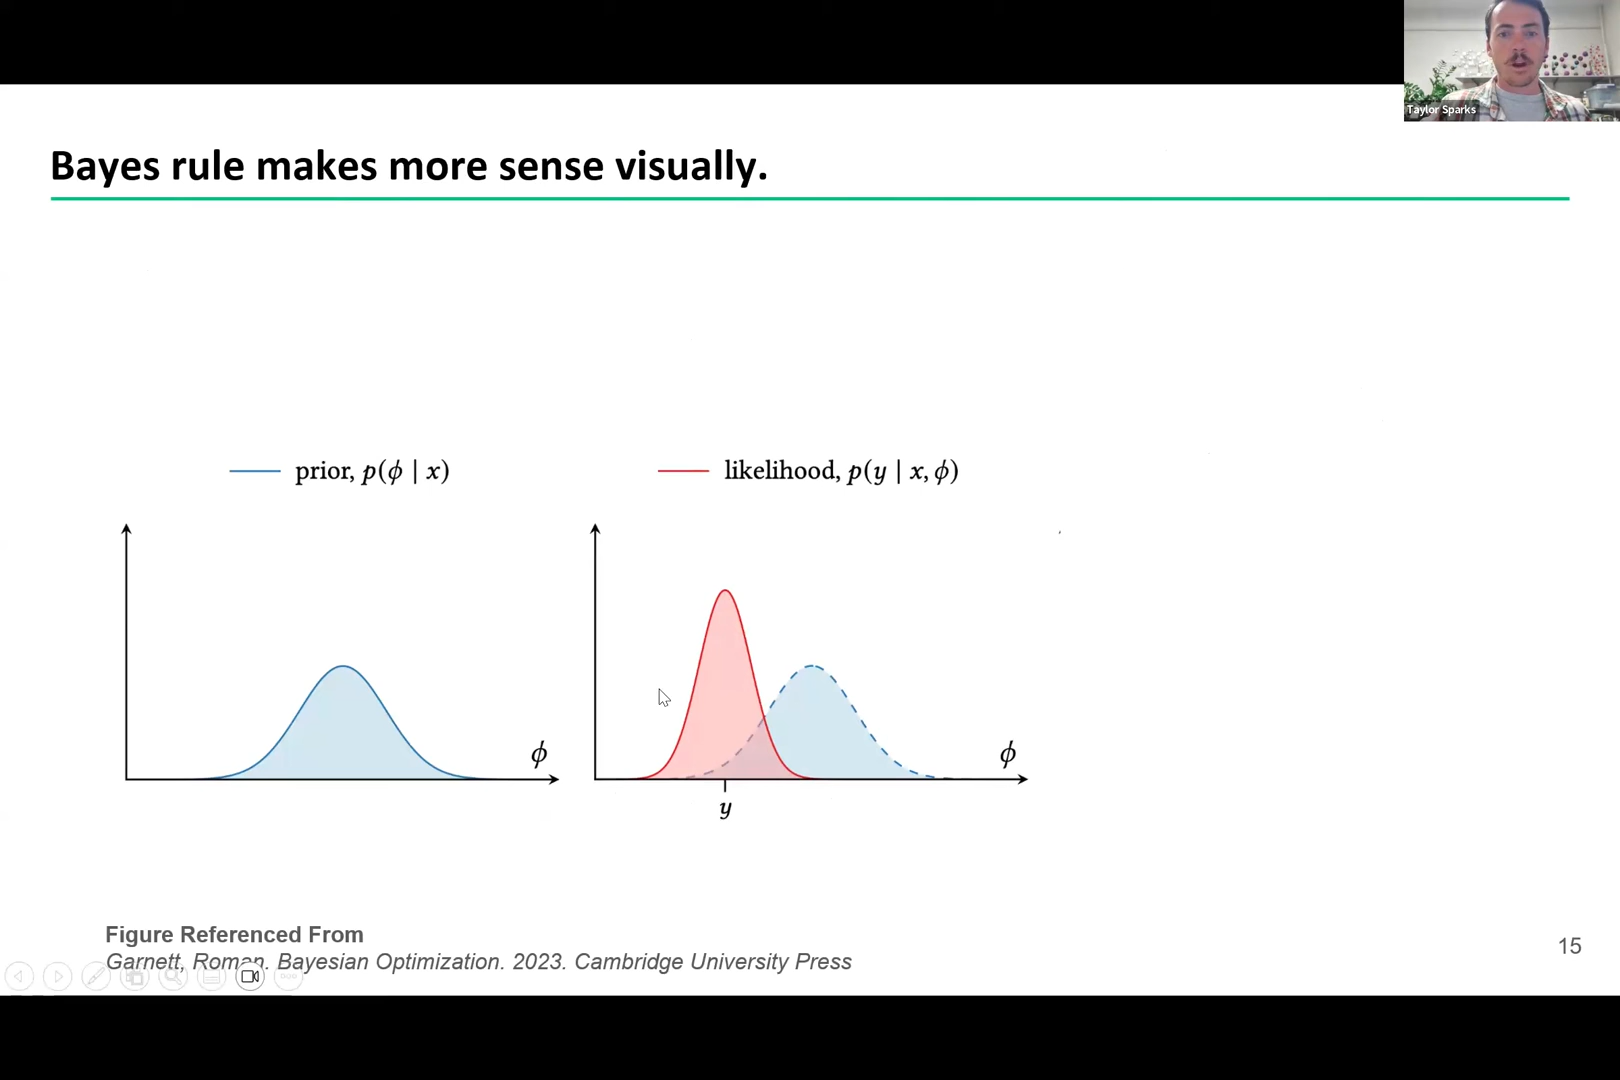 Taylor Sparks
Bayes rule makes more sense visually.
prior, p(ϕ | x)
likelihood, p(y | x, ϕ)
ϕ
ϕ
y
Figure Referenced From
Garnett, Roman. Bayesian Optimization. 2023. Cambridge University Press
15